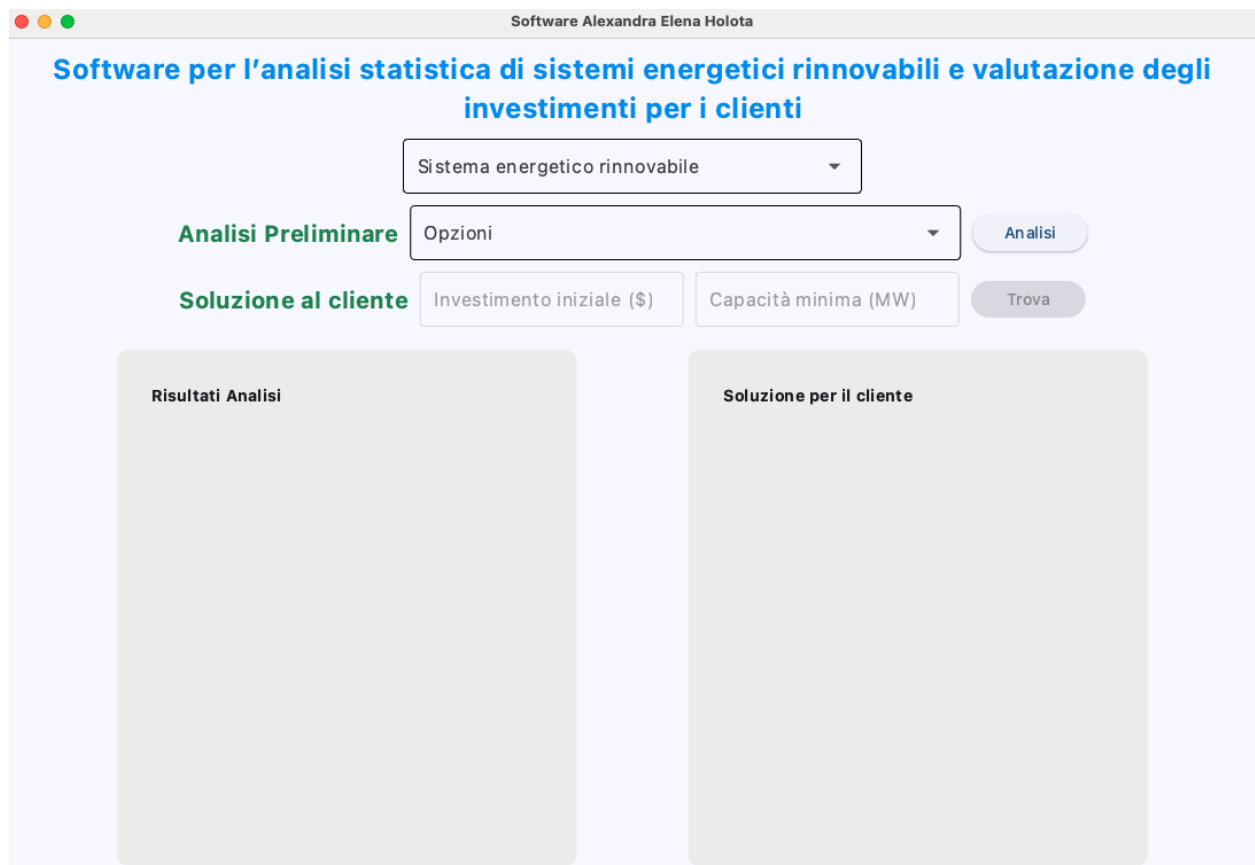 Software Alexandra Elena Holota
Software per l’analisi statistica di sistemi energetici rinnovabili e valutazione degli
investimenti per i clienti
Sistema energetico rinnovabile
Analisi Preliminare Opzioni Analisi
Soluzione al cliente Investimento iniziale ($) Capacità minima (MW) Trova
Risultati Analisi
Soluzione per il cliente